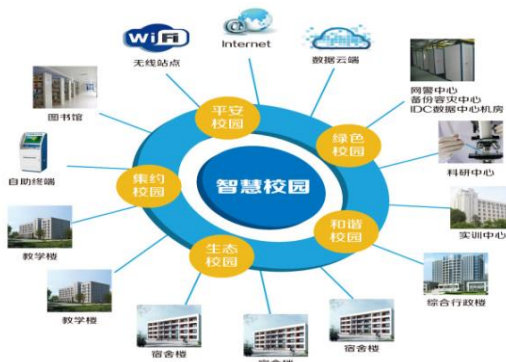 WiFi
Internet
无线站点
数据云端
网警中心
备份容灾中心
IDC数据中心机房
图书馆
平安
校园
绿色
校园
科研中心
自助终端
集约
校园
智慧校园
和谐
校园
实训中心
教学楼
生态
校园
综合行政楼
教学楼
宿舍楼
宿舍楼
宿舍楼